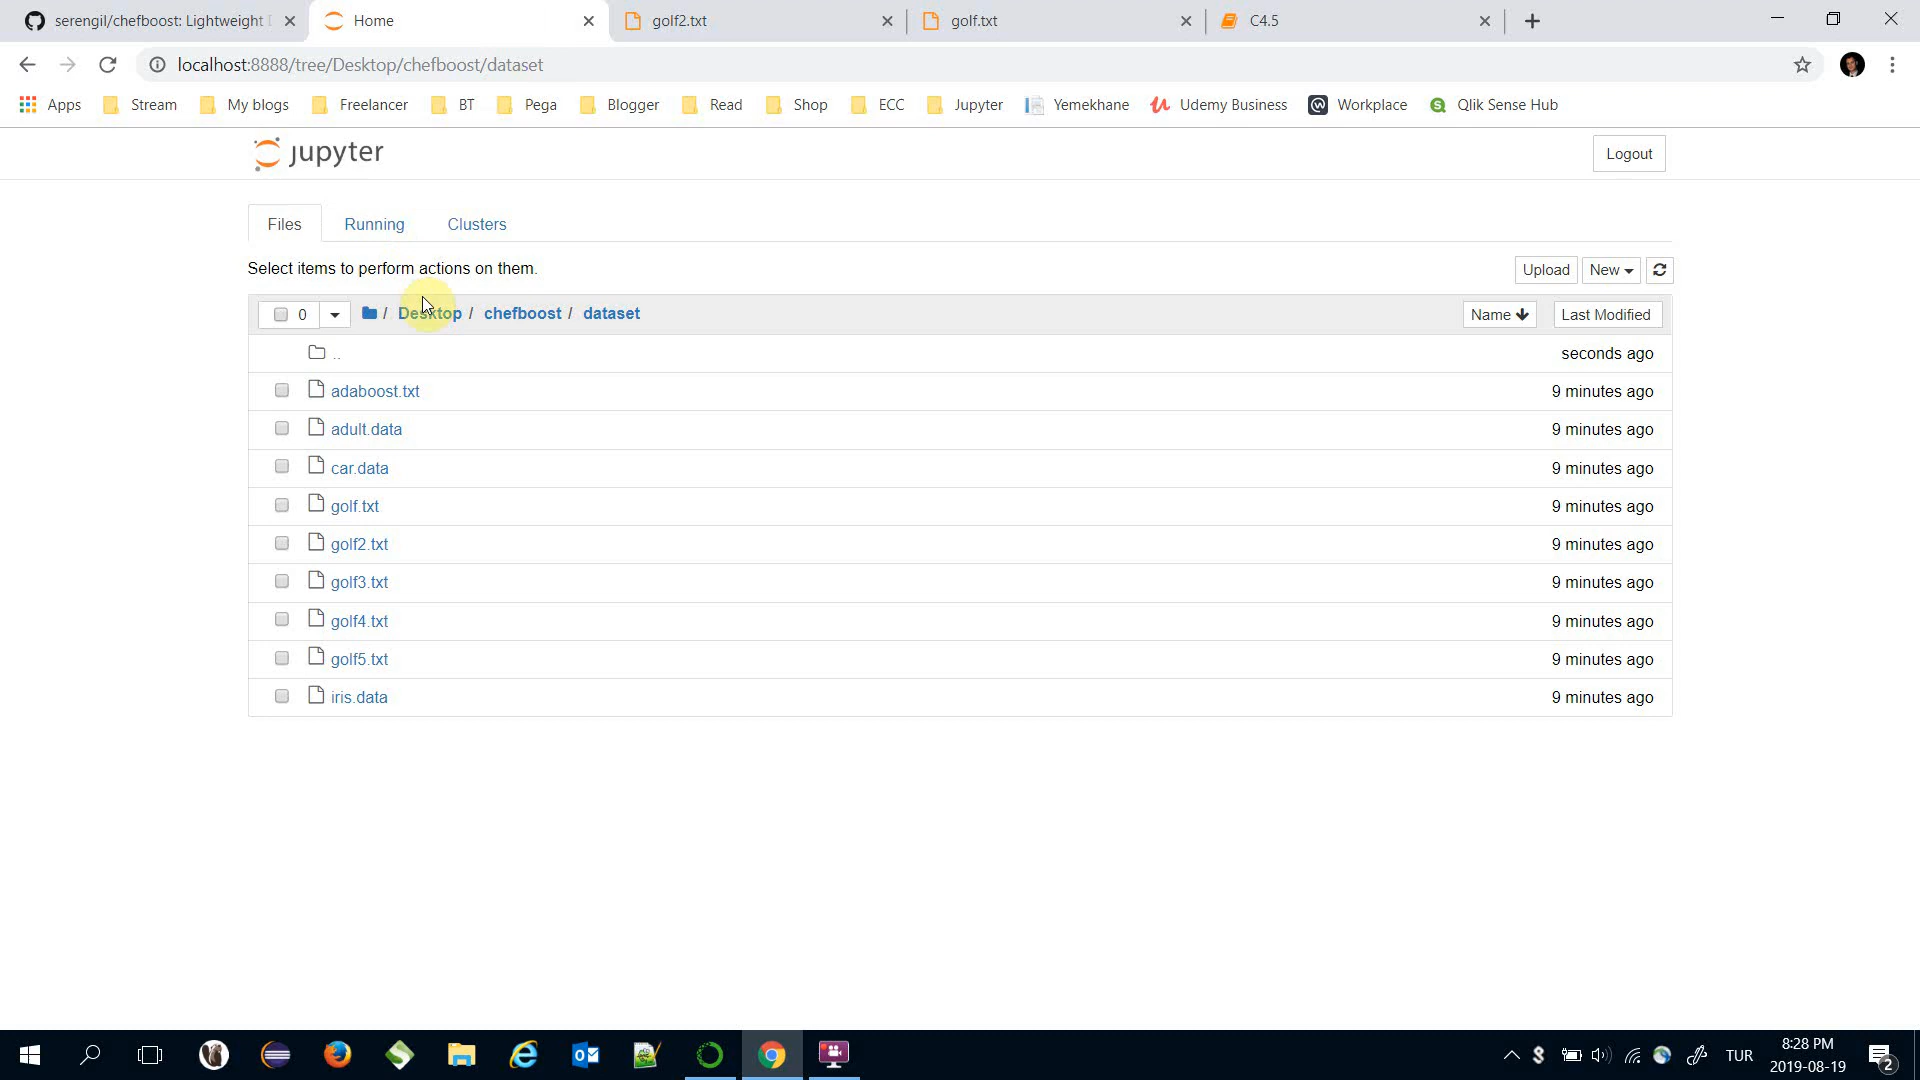 serengil/chefboost: Lightweight
Home
golf2.txt
golf.txt
C4.5
localhost:8888/tree/Desktop/chefboost/dataset
Apps
Stream
My blogs
Freelancer
BT
Pega
Blogger
Read
Shop
ECC
Jupyter
Yemekhane
Udemy Business
Workplace
Qlik Sense Hub
jupyter
Logout
Files
Running
Clusters
Select items to perform actions on them.
Upload
New
0
/ Desktop / chefboost / dataset
Name
Last Modified
..
seconds ago
adaboost.txt
9 minutes ago
adult.data
9 minutes ago
car.data
9 minutes ago
golf.txt
9 minutes ago
golf2.txt
9 minutes ago
golf3.txt
9 minutes ago
golf4.txt
9 minutes ago
golf5.txt
9 minutes ago
iris.data
9 minutes ago
TUR
8:28 PM
2019-08-19
2